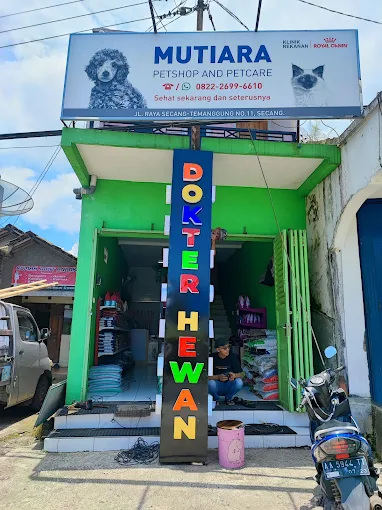 MUTIARA
PETSHOP AND PETCARE
0822-2699-6610
Sehat sekarang dan seterusnya
KLINIK
REKANAN
ROYAL CANIN
JL. RAYA SECANG-TEMANGGUNG NO.11, SECANG.
DOKTER HEWAN